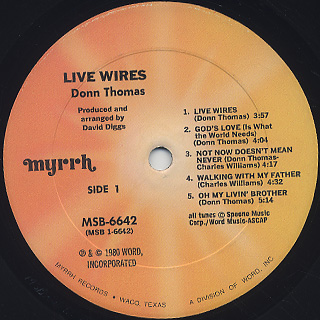 LIVE WIRES
Donn Thomas
Produced and
arranged by
David Diggs
myrrh
SIDE 1
MSB-6642
(MSB 1-6642)
℗ & © 1980 WORD,
INCORPORATED
1. LIVE WIRES
(Donn Thomas) 3:57
2. GOD'S LOVE (Is What
the World Needs)
(Donn Thomas) 4:04
3. NOT NOW DOESN'T MEAN
NEVER (Donn Thomas-
Charles Williams) 4:17
4. WALKING WITH MY FATHER
(Charles Williams) 4:32
5. OH MY LIVIN' BROTHER
(Donn Thomas) 5:14
all tunes © Spoone Music
Corp./Word Music-ASCAP
MYRRH RECORDS • WACO, TEXAS
A DIVISION OF WORD, INC